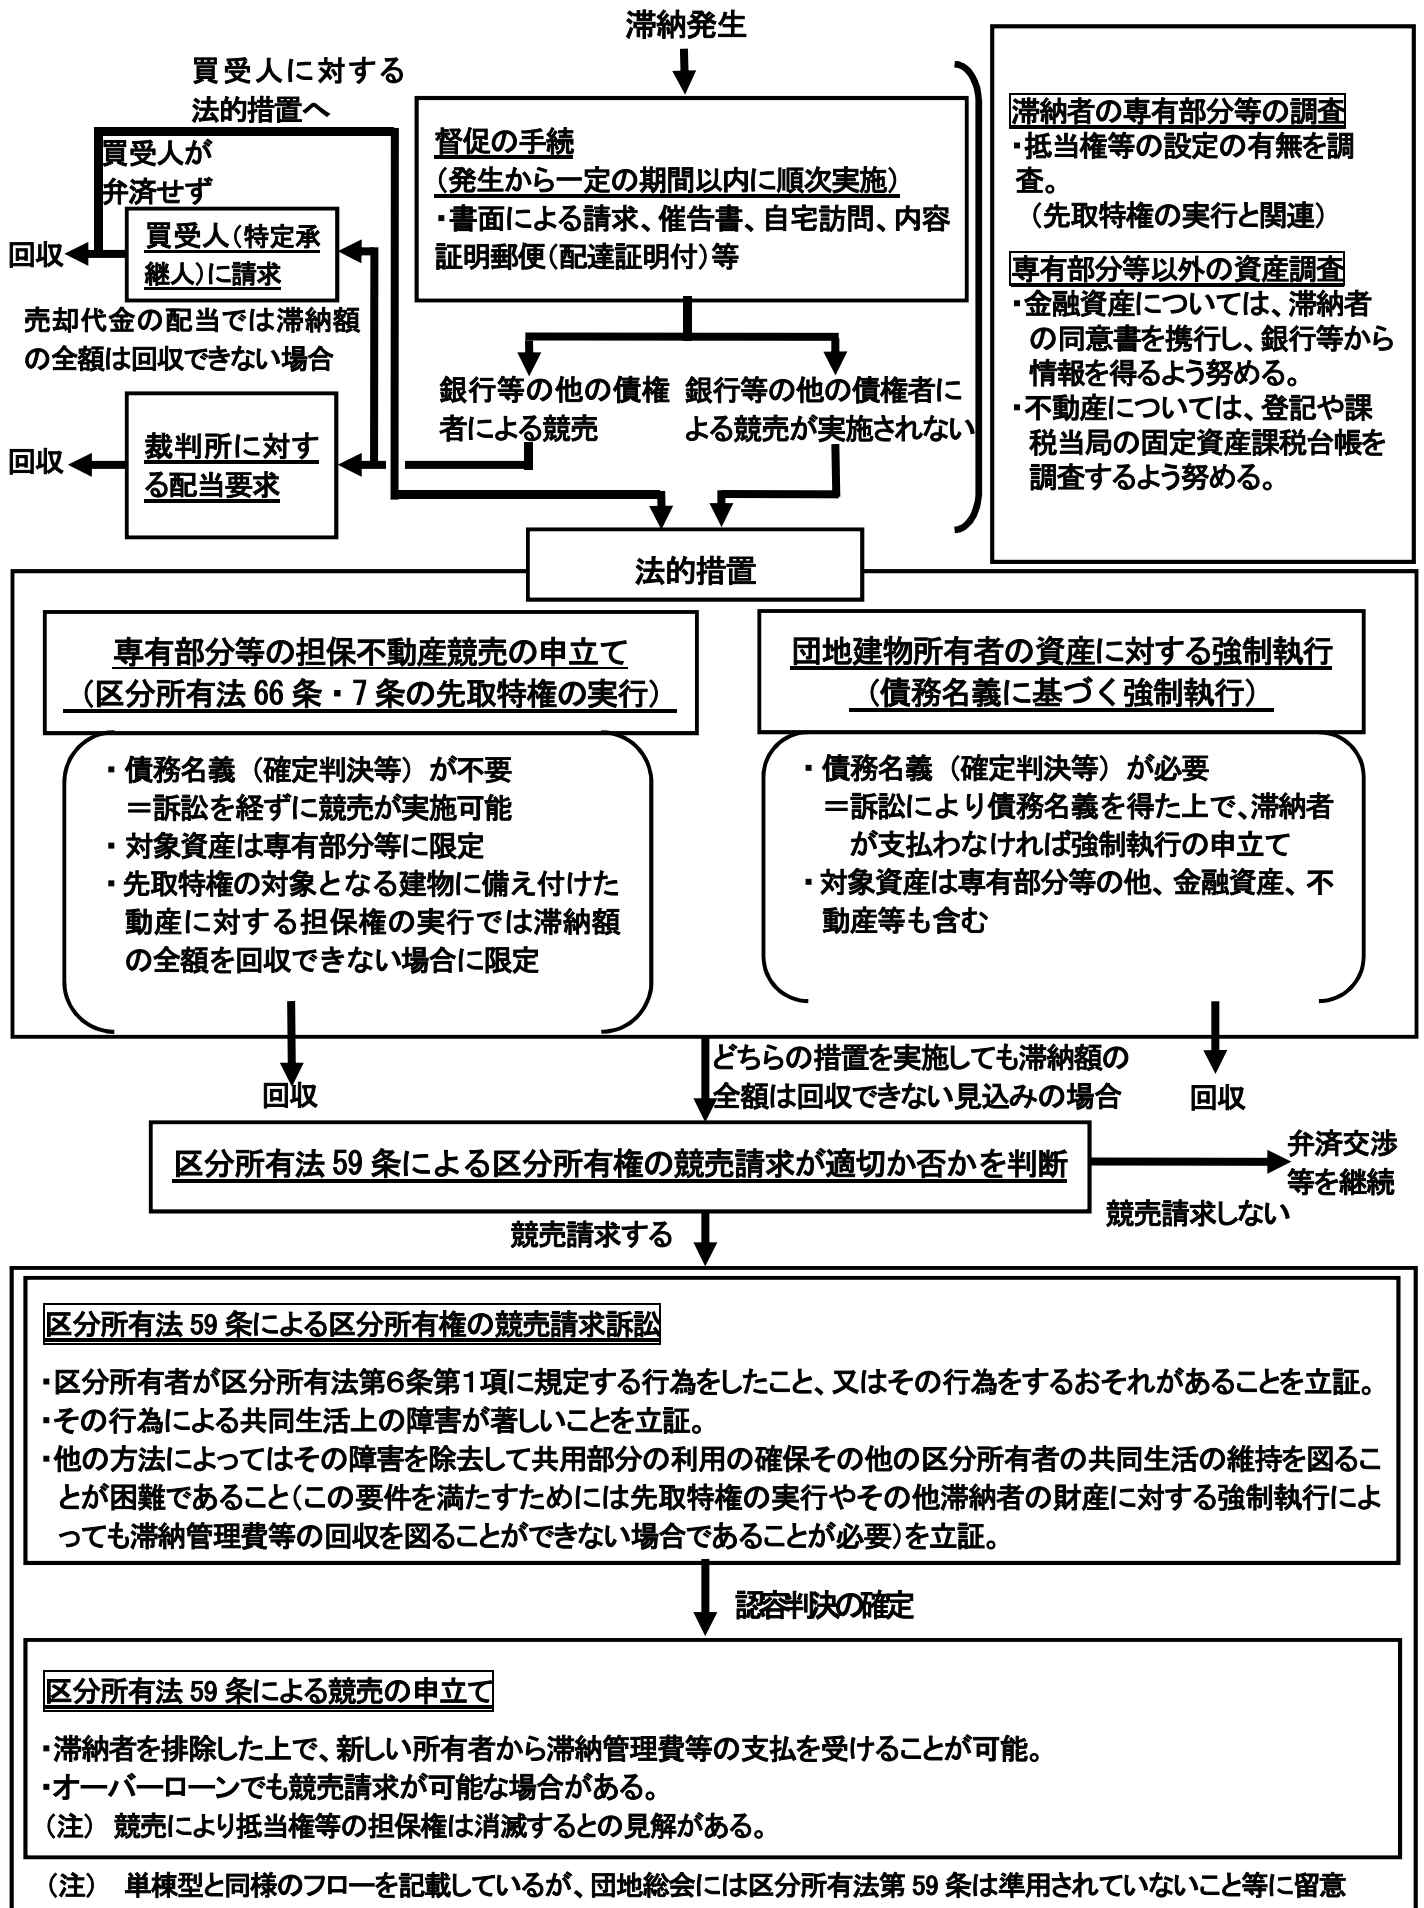 滞納発生
買受人に対する
法的措置へ
買受人が
弁済せず
回収
買受人（特定承
継人）に請求
売却代金の配当では滞納額
の全額は回収できない場合
回収
裁判所に対す
る配当要求
督促の手続
（発生から一定の期間以内に順次実施）
・書面による請求、催告書、自宅訪問、内容
証明郵便（配達証明付）等
銀行等の他の債権
者による競売
銀行等の他の債権者に
よる競売が実施されない
滞納者の専有部分等の調査
・抵当権等の設定の有無を調
査。
（先取特権の実行と関連）
専有部分等以外の資産調査
・金融資産については、滞納者
の同意書を携行し、銀行等から
情報を得るよう努める。
・不動産については、登記や課
税当局の固定資産課税台帳を
調査するよう努める。
法的措置
専有部分等の担保不動産競売の申立て
（区分所有法 66 条・7 条の先取特権の実行）
・債務名義（確定判決等）が不要
＝訴訟を経ずに競売が実施可能
・対象資産は専有部分等に限定
・先取特権の対象となる建物に備え付けた
動産に対する担保権の実行では滞納額
の全額を回収できない場合に限定
団地建物所有者の資産に対する強制執行
（債務名義に基づく強制執行）
・債務名義（確定判決等）が必要
＝訴訟により債務名義を得た上で、滞納者
が支払わなければ強制執行の申立て
・対象資産は専有部分等の他、金融資産、不
動産等も含む
回収
どちらの措置を実施しても滞納額の
全額は回収できない見込みの場合
回収
区分所有法 59 条による区分所有権の競売請求が適切か否かを判断
弁済交渉
等を継続
競売請求しない
競売請求する
区分所有法 59 条による区分所有権の競売請求訴訟
・区分所有者が区分所有法第６条第１項に規定する行為をしたこと、又はその行為をするおそれがあることを立証。
・その行為による共同生活上の障害が著しいことを立証。
・他の方法によってはその障害を除去して共用部分の利用の確保その他の区分所有者の共同生活の維持を図るこ
とが困難であること（この要件を満たすためには先取特権の実行やその他滞納者の財産に対する強制執行によ
っても滞納管理費等の回収を図ることができない場合であることが必要）を立証。
認容判決の確定
区分所有法 59 条による競売の申立て
・滞納者を排除した上で、新しい所有者から滞納管理費等の支払を受けることが可能。
・オーバーローンでも競売請求が可能な場合がある。
（注） 競売により抵当権等の担保権は消滅するとの見解がある。
（注）　単棟型と同様のフローを記載しているが、団地総会には区分所有法第 59 条は準用されていないこと等に留意